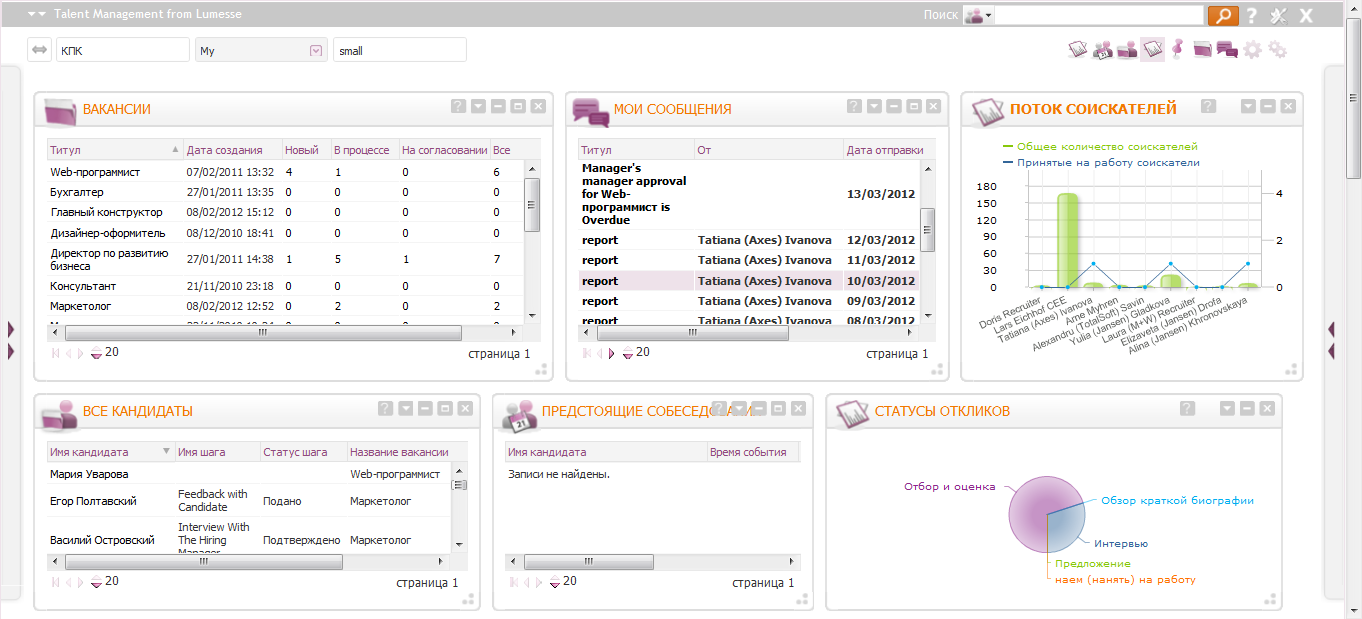 Talent Management from Lumesse
Поиск
КПК
My
small
ВАКАНСИИ
Титул Дата создания Новый В процессе На согласовании Все
Web-программист 07/02/2011 13:32 4 1 0 6
Бухгалтер 27/01/2011 13:35 0 0 0 0
Главный конструктор 08/02/2012 15:12 0 0 0 0
Дизайнер-оформитель 08/12/2010 18:41 0 0 0 0
Директор по развитию
бизнеса 27/01/2011 14:38 1 5 1 7
Консультант 21/11/2010 23:18 0 0 0 0
Маркетолог 08/02/2012 12:52 0 2 0 2
20
страница 1
МОИ СООБЩЕНИЯ
Титул От Дата отправки
Manager's
manager approval
for Web-
программист is
Overdue
13/03/2012
report Tatiana (Axes) Ivanova 12/03/2012
report Tatiana (Axes) Ivanova 11/03/2012
report Tatiana (Axes) Ivanova 10/03/2012
report Tatiana (Axes) Ivanova 09/03/2012
report Tatiana (Axes) Ivanova 08/03/2012
20
страница 1
ПОТОК СОИСКАТЕЛЕЙ
Общее количество соискателей
Принятые на работу соискатели
180
150
120
90
60
30
0
4
2
0
Doris Recruiter
Lars Eichhof CEE
Tatiana (Axes) Ivanova
Arne Myhren
Alexandru (TotalSoft) Savin
Yulia (Jansen) Gladkova
Laura (M+W) Recruiter
Elizaveta (Jansen) Drofa
Alina (Jansen) Khronovskaya
ВСЕ КАНДИДАТЫ
Имя кандидата Имя шага Статус шага Название вакансии
Мария Уварова Web-программист
Егор Полтавский Feedback with
Candidate Подано Маркетолог
Василий Островский Interview With
The Hiring
Manager Подтверждено Маркетолог
20
страница 1
ПРЕДСТОЯЩИЕ СОБЕСЕД
Имя кандидата Время события
Записи не найдены.
20
страница 1
СТАТУСЫ ОТКЛИКОВ
Отбор и оценка
Обзор краткой биографии
Интервью
Предложение
наем (нанять) на работу